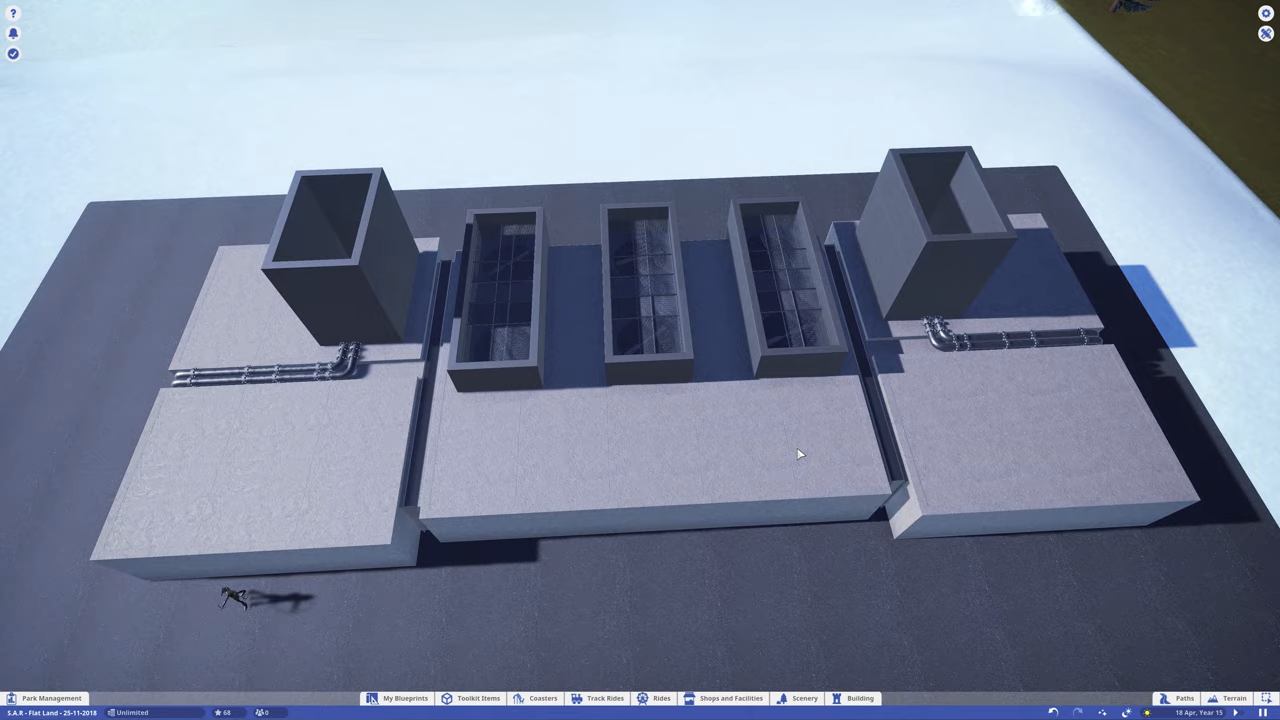 ?
Park Management
My Blueprints
Toolkit Items
Coasters
Track Rides
Rides
Shops and Facilities
Scenery
Building
Paths
Terrain
S.A.R - Flat Land - 25-11-2018
Unlimited
68
0
18 Apr, Year 15